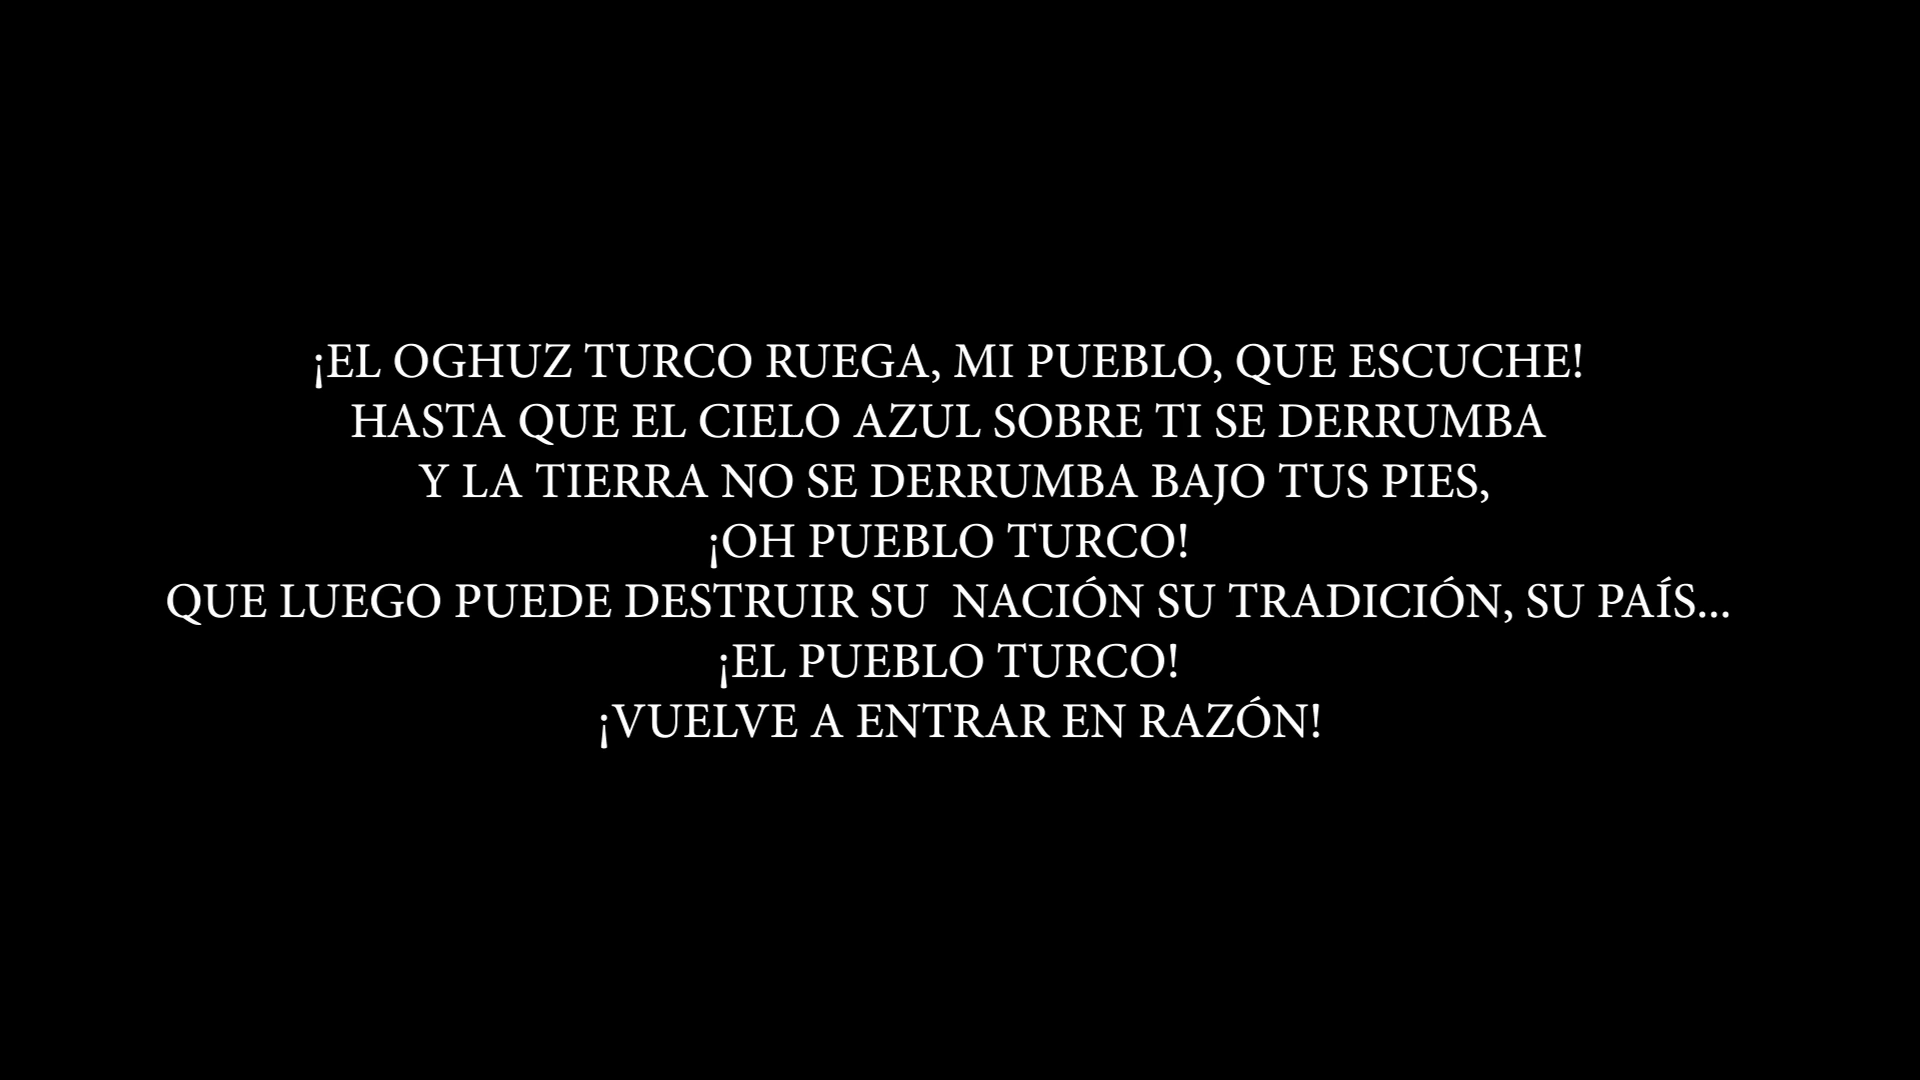 ¡EL OGHUZ TURCO RUEGA, MI PUEBLO, QUE ESCUCHE!
HASTA QUE EL CIELO AZUL SOBRE TI SE DERRUMBA
Y LA TIERRA NO SE DERRUMBA BAJO TUS PIES,
¡OH PUEBLO TURCO!
QUE LUEGO PUEDE DESTRUIR SU  NACIÓN SU TRADICIÓN, SU PAÍS...
¡EL PUEBLO TURCO!
¡VUELVE A ENTRAR EN RAZÓN!